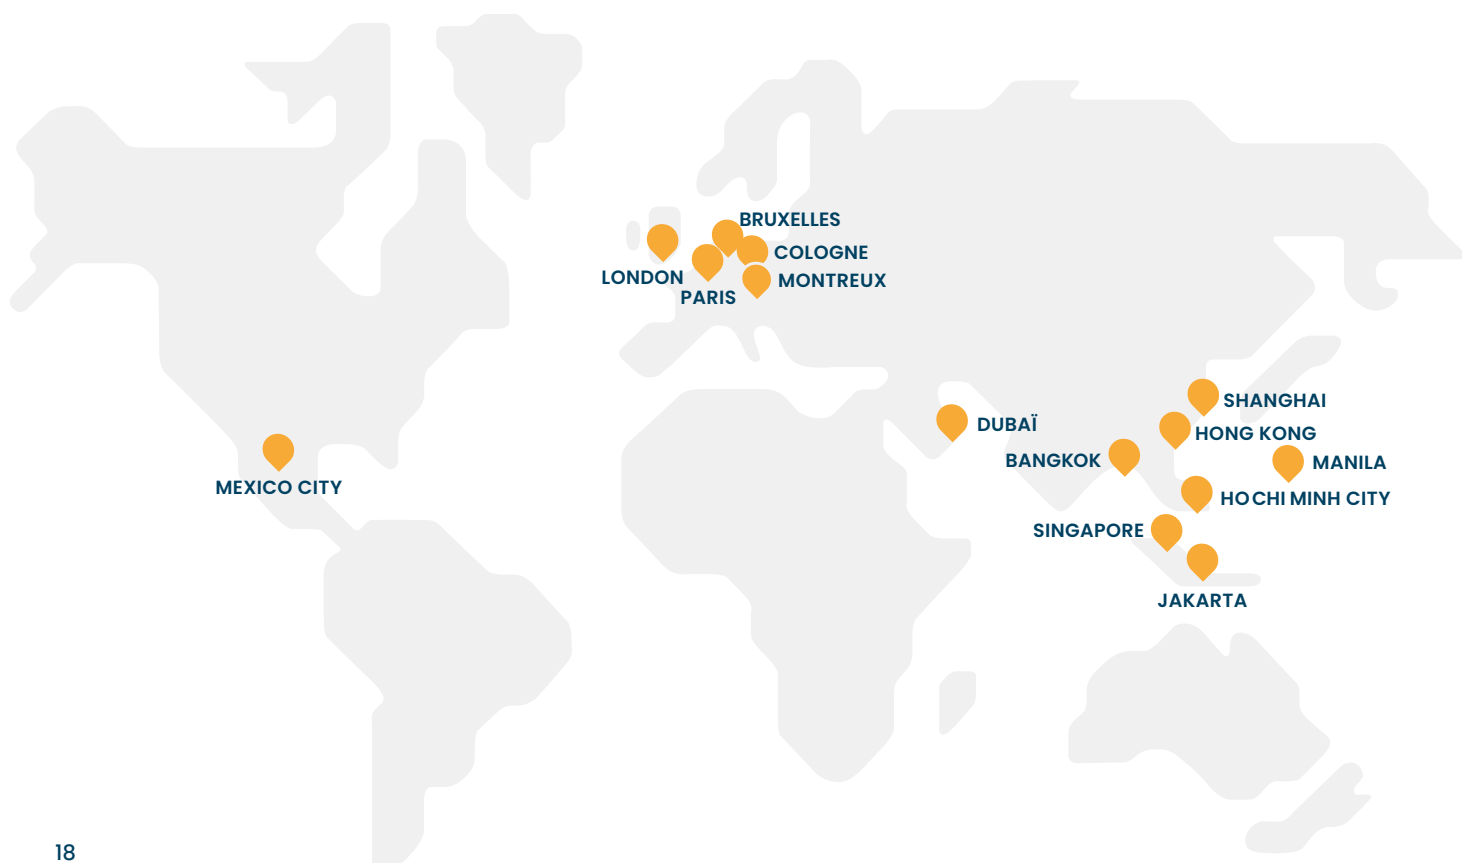 BRUXELLES
COLOGNE
LONDON
MONTREUX
PARIS
SHANGHAI
DUBAÏ
HONG KONG
BANGKOK
MANILA
MEXICO CITY
HO CHI MINH CITY
SINGAPORE
JAKARTA
18